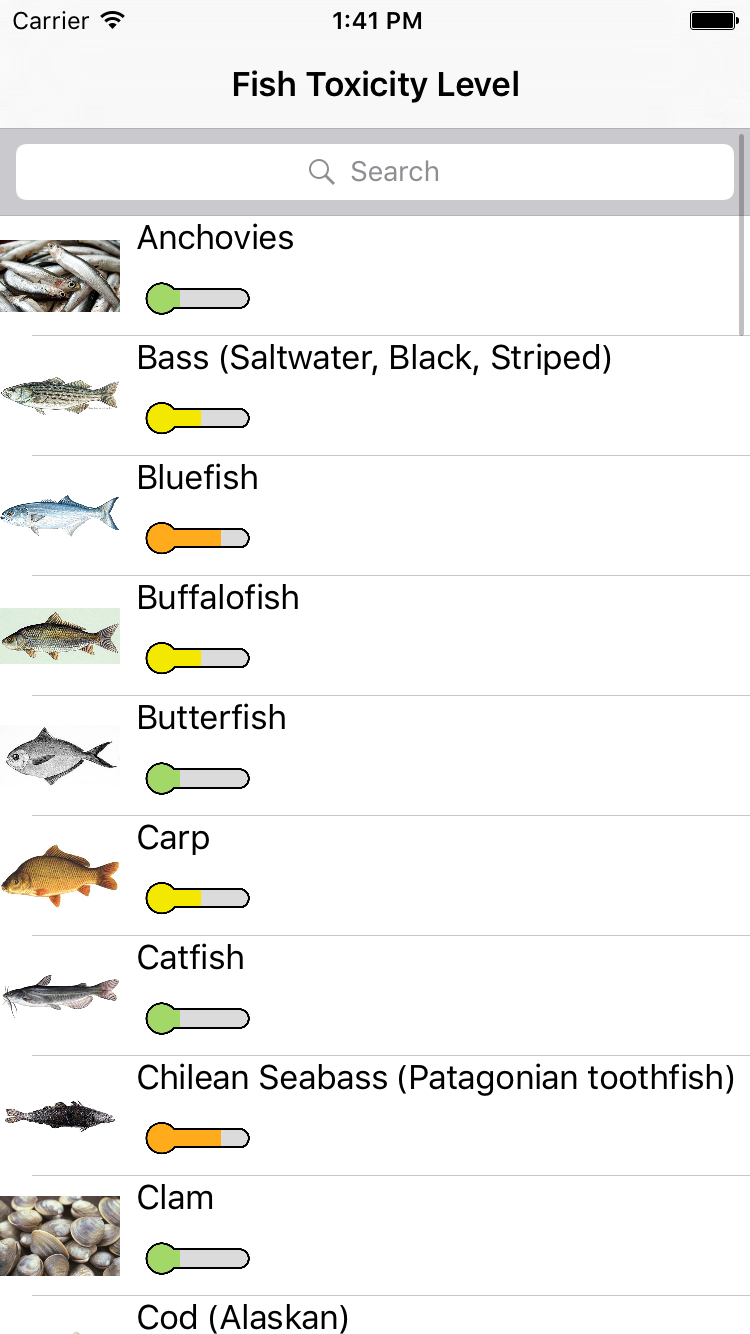 Carrier 1:41 PM
Fish Toxicity Level
Search
Anchovies
Bass (Saltwater, Black, Striped)
Bluefish
Buffalofish
Butterfish
Carp
Catfish
Chilean Seabass (Patagonian toothfish)
Clam
Cod (Alaskan)